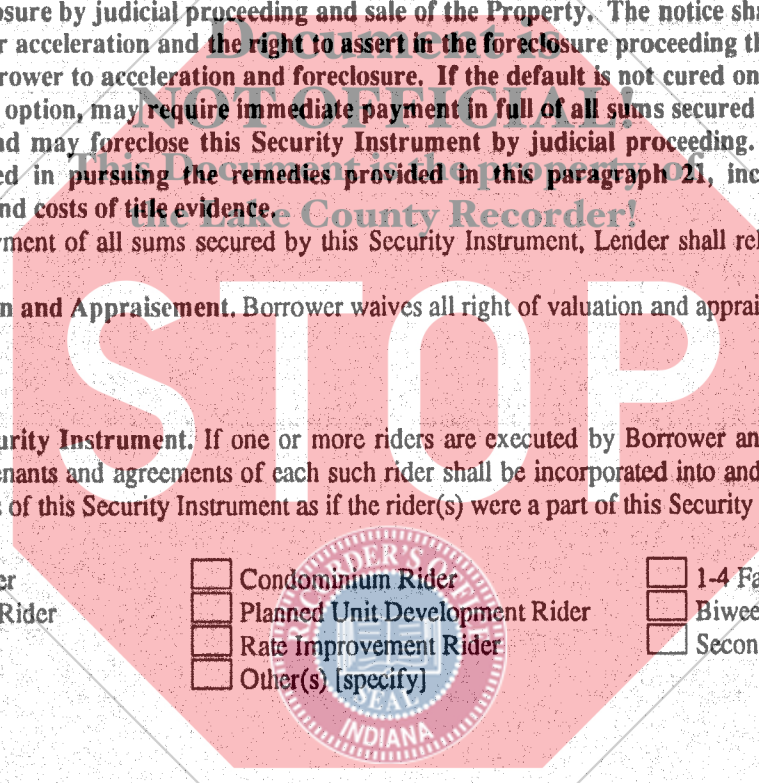 osure by judicial proceeding and sale of the Property. The notice sh
r acceleration and the right to assert in the foreclosure proceeding th
rower to acceleration and foreclosure. If the default is not cured on
option, may require immediate payment in full of all sums secured
nd may foreclose this Security Instrument by judicial proceeding.
ed in pursuing the remedies provided in this paragraph 21, inc
nd costs of title evidence.
yment of all sums secured by this Security Instrument, Lender shall rel
Document is
NOT OFFICIAL!
This Document is the property of
the Lake County Recorder!
n and Appraisement. Borrower waives all right of valuation and apprai
STOP
urity Instrument. If one or more riders are executed by Borrower an
enants and agreements of each such rider shall be incorporated into and
s of this Security Instrument as if the rider(s) were a part of this Security
er Condominium Rider 1-4 Fa
Rider Planned Unit Development Rider Biwee
Rate Improvement Rider Secon
Other(s) [specify]
RECORDER'S OFFI
SEAL
INDIANA